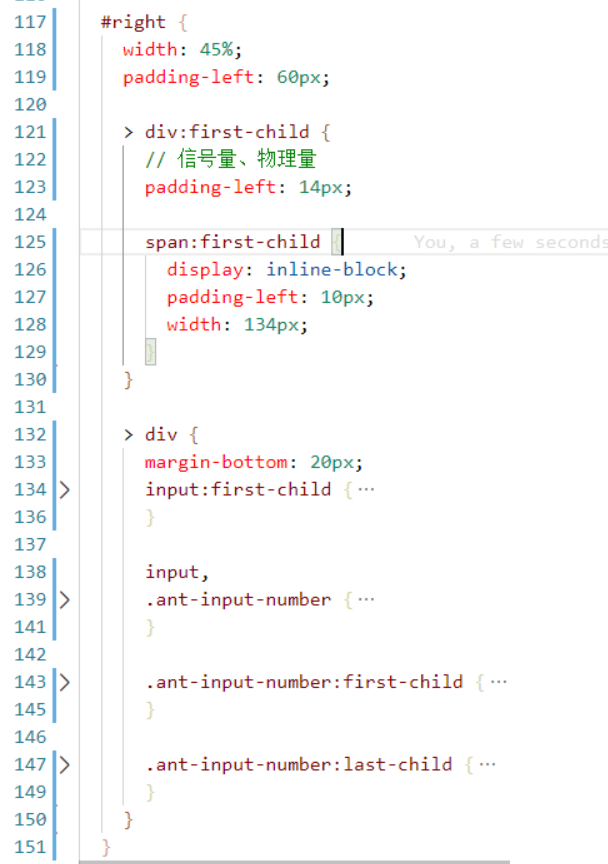 117 #right {
118 width: 45%;
119 padding-left: 60px;
120
121 > div:first-child {
122 // 信号量、物理量
123 padding-left: 14px;
124
125 span:first-child { You, a few seconds
126 display: inline-block;
127 padding-left: 10px;
128 width: 134px;
129 }
130 }
131
132 > div {
133 margin-bottom: 20px;
134 input:first-child { ···
136 }
137
138 input,
139 .ant-input-number { ···
141 }
142
143 .ant-input-number:first-child { ···
145 }
146
147 .ant-input-number:last-child { ···
149 }
150 }
151 }